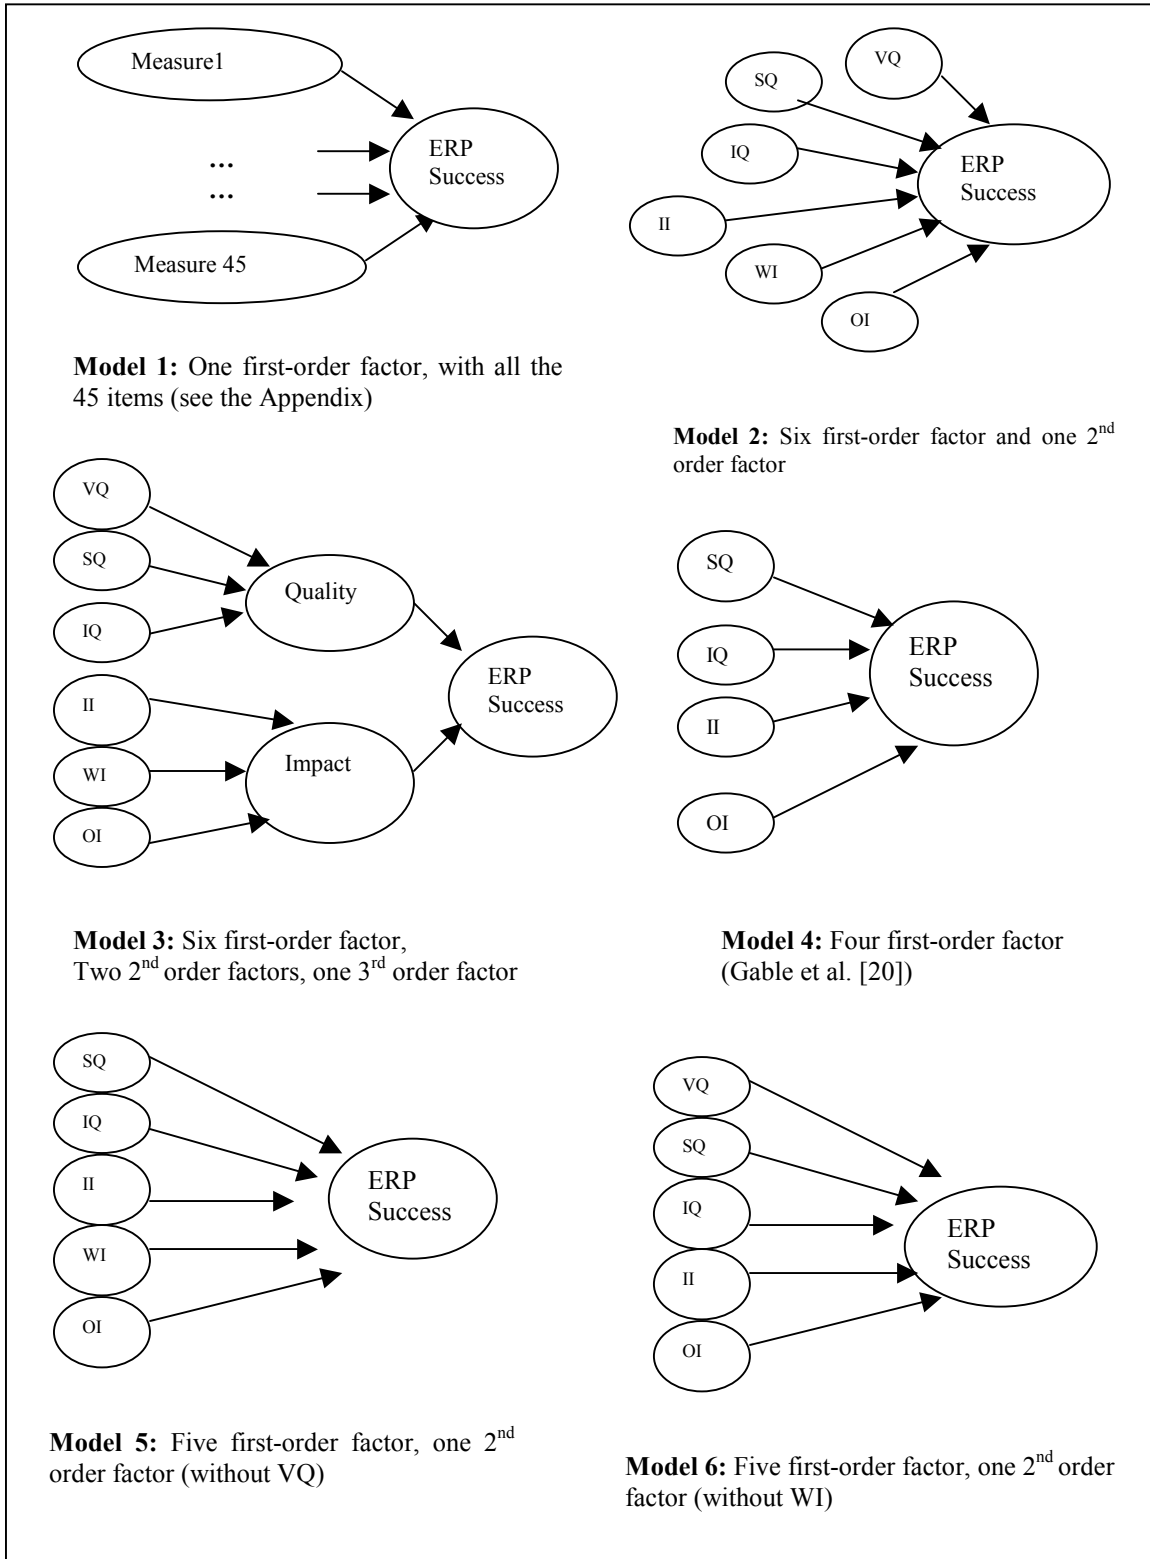 Measure1
...
...
Measure 45
ERP
Success
Model 1: One first-order factor, with all the
45 items (see the Appendix)
VQ
SQ
IQ
II
WI
OI
ERP
Success
Model 2: Six first-order factor and one 2nd
order factor
VQ
SQ
IQ
II
WI
OI
Quality
Impact
ERP
Success
Model 3: Six first-order factor,
Two 2nd order factors, one 3rd order factor
SQ
IQ
II
OI
ERP
Success
Model 4: Four first-order factor
(Gable et al. [20])
SQ
IQ
II
WI
OI
ERP
Success
Model 5: Five first-order factor, one 2nd
order factor (without VQ)
VQ
SQ
IQ
II
OI
ERP
Success
Model 6: Five first-order factor, one 2nd order
factor (without WI)